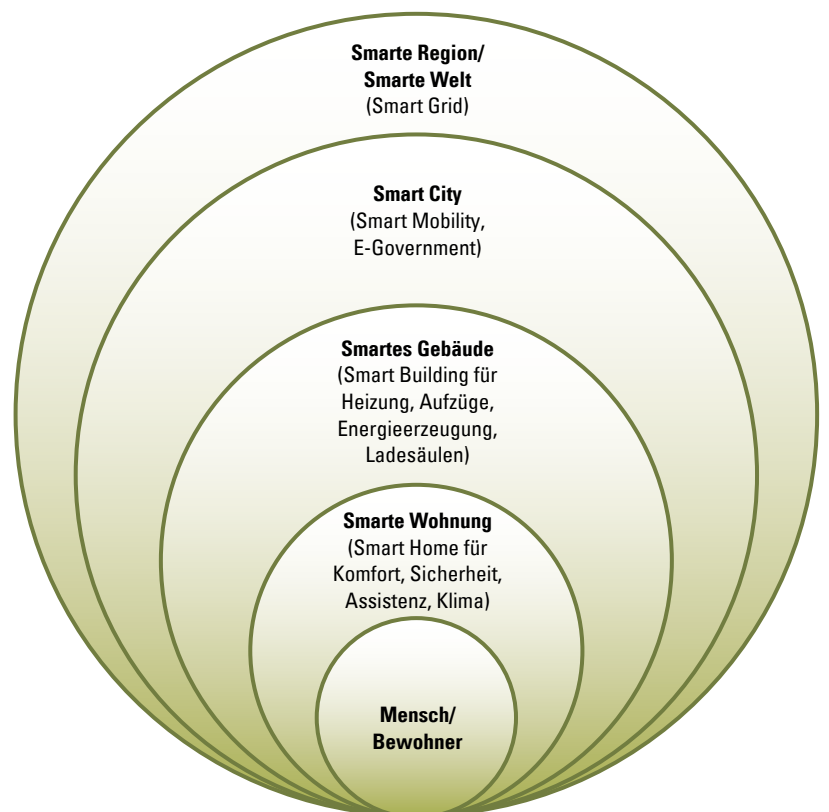 Smarte Region/
Smarte Welt
(Smart Grid)
Smart City
(Smart Mobility,
E-Government)
Smartes Gebäude
(Smart Building für
Heizung, Aufzüge,
Energieerzeugung,
Ladesäulen)
Smarte Wohnung
(Smart Home für
Komfort, Sicherheit,
Assistenz, Klima)
Mensch/
Bewohner